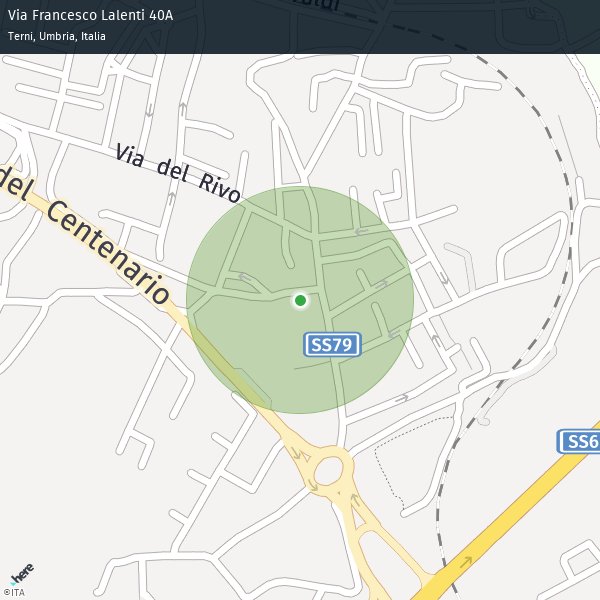 Via Francesco Lalenti 40A
Terni, Umbria, Italia
Via del Rivo
del Centenario
SS79
SS6
here
©ITA